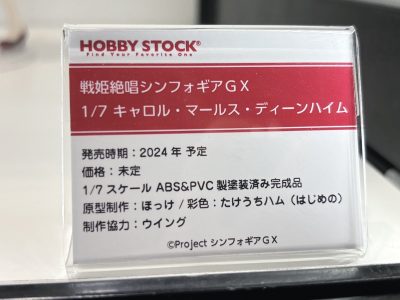 HOBBY STOCK®
Find Your Favorite One
戦姫絶唱シンフォギアGX
1/7 キャロル・マールス・ディーンハイム
発売時期：2024年 予定
価格：未定
1/7 スケール ABS&PVC 製塗装済み完成品
原型制作：ほっけ / 彩色：たけうちハム（はじめの）
制作協力：ウイング
©Project シンフォギアGX